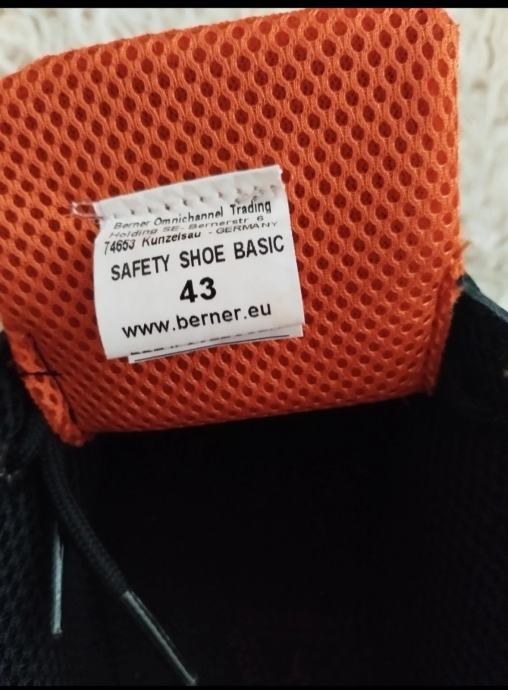 Berner Omnichannel Trading
Holding SE- Bernerstr. 6
74653 Künzelsau - GERMANY
SAFETY SHOE BASIC
43
www.berner.eu